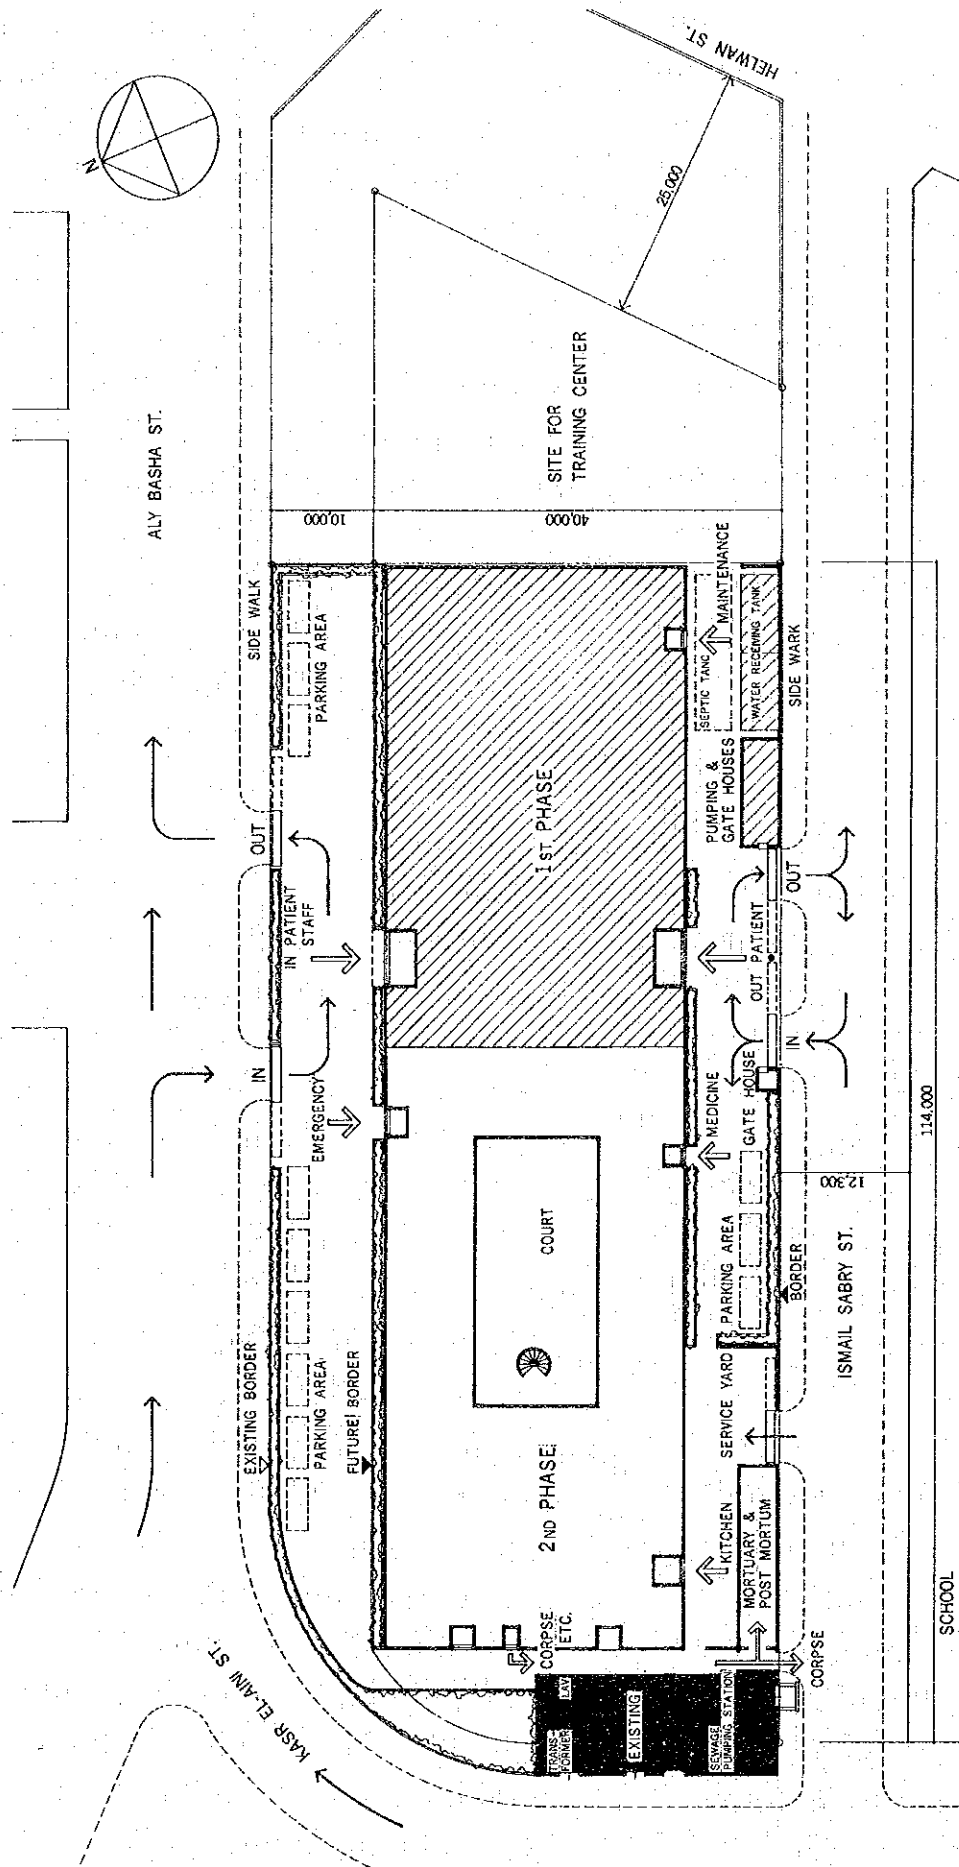 HELWAN ST.
N
25,000
ALY BASHA ST.
SITE FOR
TRAINING CENTER
10,000
40,000
SIDE WALK
PARKING AREA
MAINTENANCE
SEPTIC TANC
WATER RECEIVING TANK
SIDE WARK
1ST PHASE
PUMPING &
GATE HOUSES
OUT
IN PATIENT
STAFF
OUT
OUT PATIENT
IN
EMERGENCY
IN
GATE HOUSE
MEDICINE
114,000
12,300
COURT
PARKING AREA
BORDER
ISMAIL SABRY ST.
EXISTING BORDER
PARKING AREA
FUTURE BORDER
SERVICE YARD
2ND PHASE
KITCHEN
MORTUARY &
POST MORTUM
CORPSE
ETC.
CORPSE
KASR EL-AINI ST.
TRANS-
FORMER
LAV
EXISTING
SEWAGE
PUMPING STATION
SCHOOL